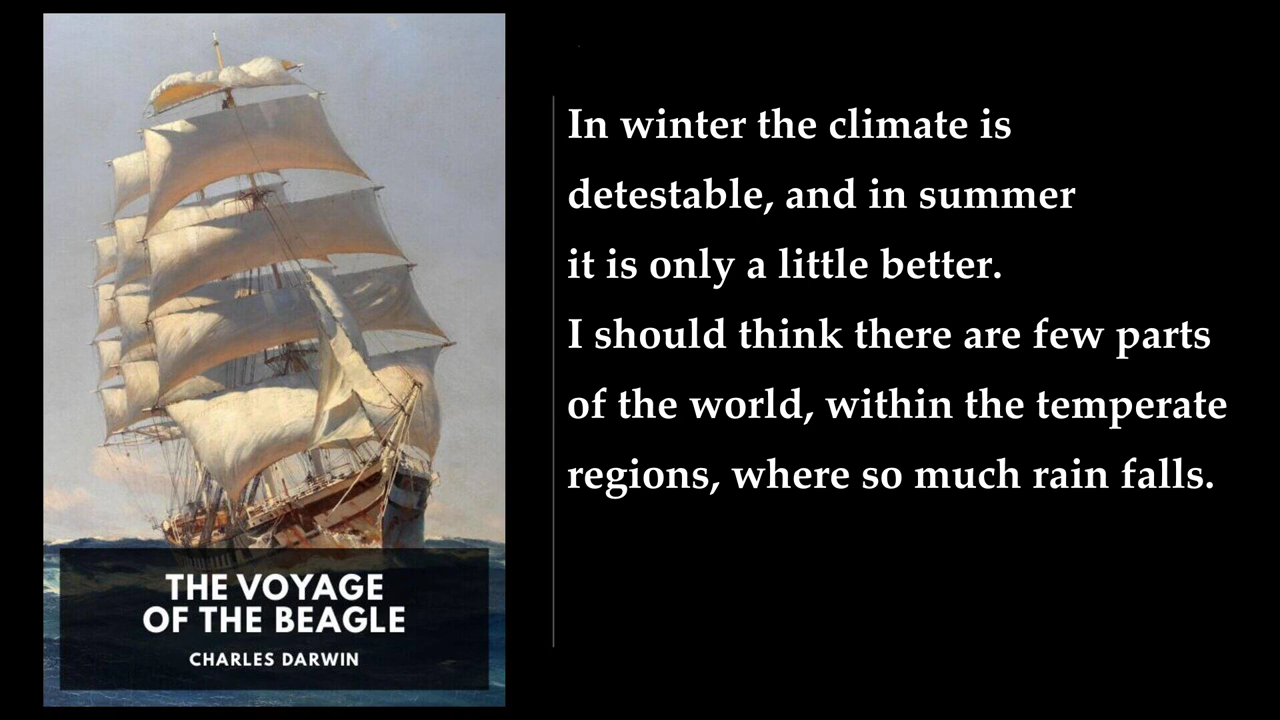 THE VOYAGE
OF THE BEAGLE
CHARLES DARWIN
In winter the climate is
detestable, and in summer
it is only a little better.
I should think there are few parts
of the world, within the temperate
regions, where so much rain falls.